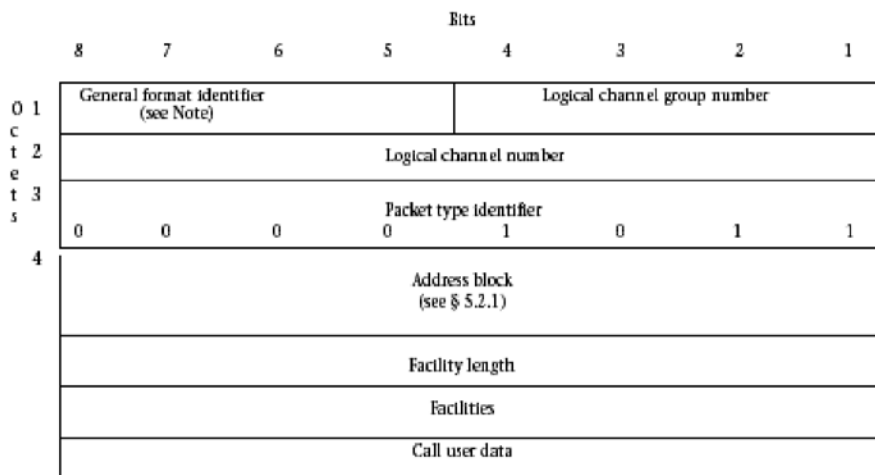 Bits
8 7 6 5 4 3 2 1
Octets
1 General format identifier Logical channel group number
(see Note)
2 Logical channel number
3 Packet type identifier
0 0 0 0 1 0 1 1
4
Address block
(see § 5.2.1)
Facility length
Facilities
Call user data